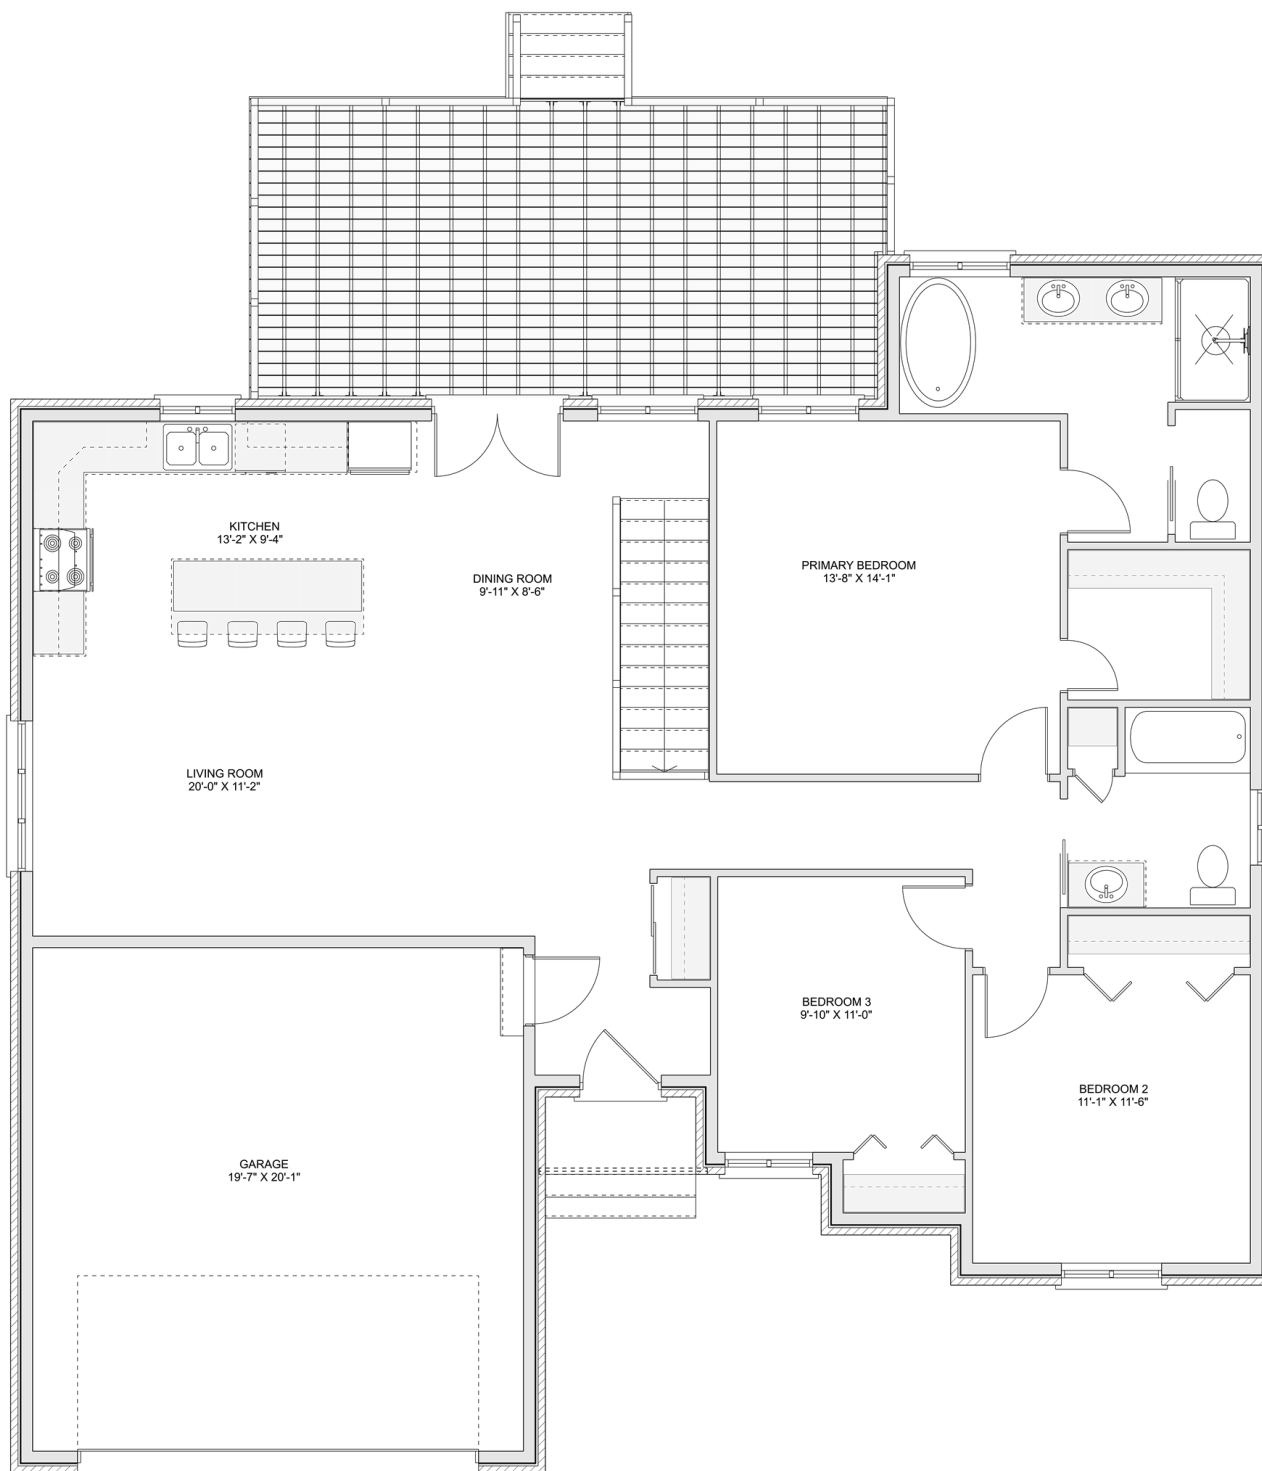 KITCHEN
13'-2" X 9'-4"
DINING ROOM
9'-11" X 8'-6"
PRIMARY BEDROOM
13'-8" X 14'-1"
LIVING ROOM
20'-0" X 11'-2"
BEDROOM 3
9'-10" X 11'-0"
BEDROOM 2
11'-1" X 11'-6"
GARAGE
19'-7" X 20'-1"